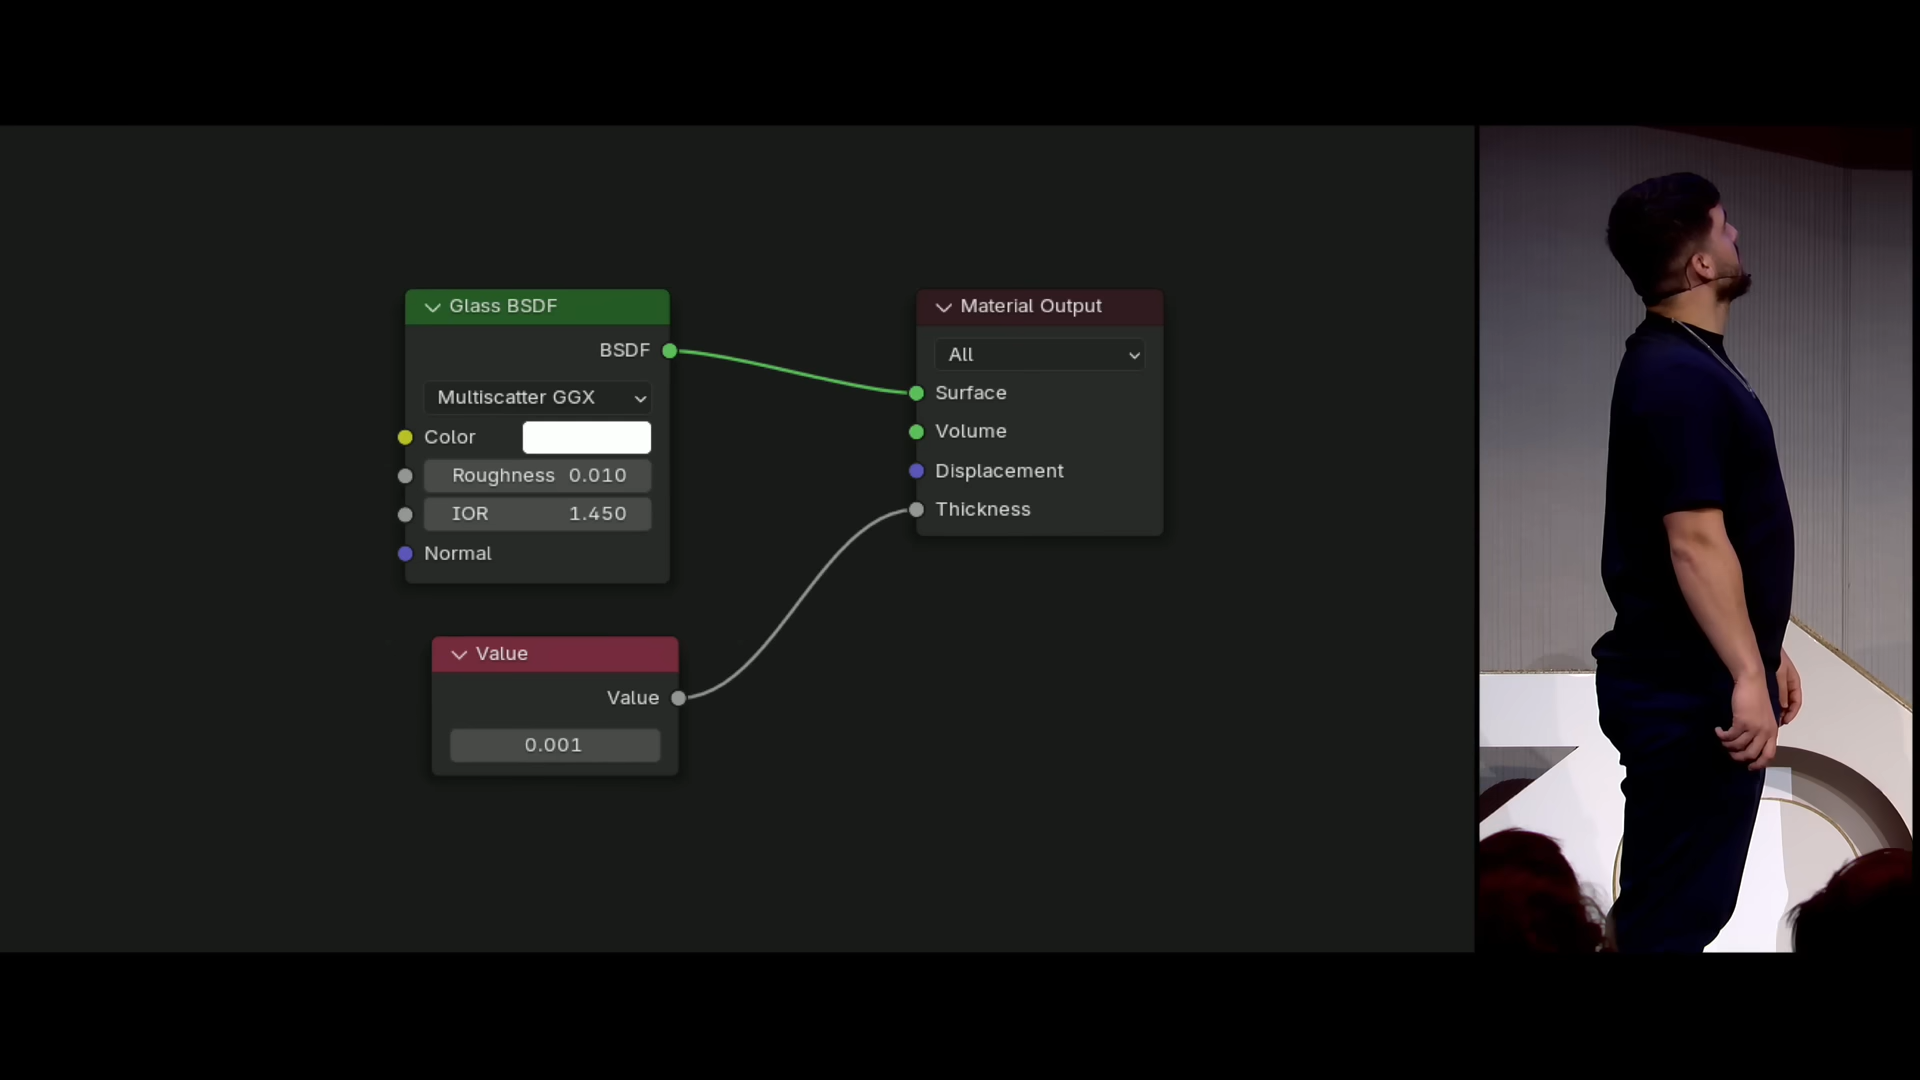 Glass BSDF
BSDF
Multiscatter GGX
Color
Roughness 0.010
IOR 1.450
Normal
Value
Value
0.001
Material Output
All
Surface
Volume
Displacement
Thickness